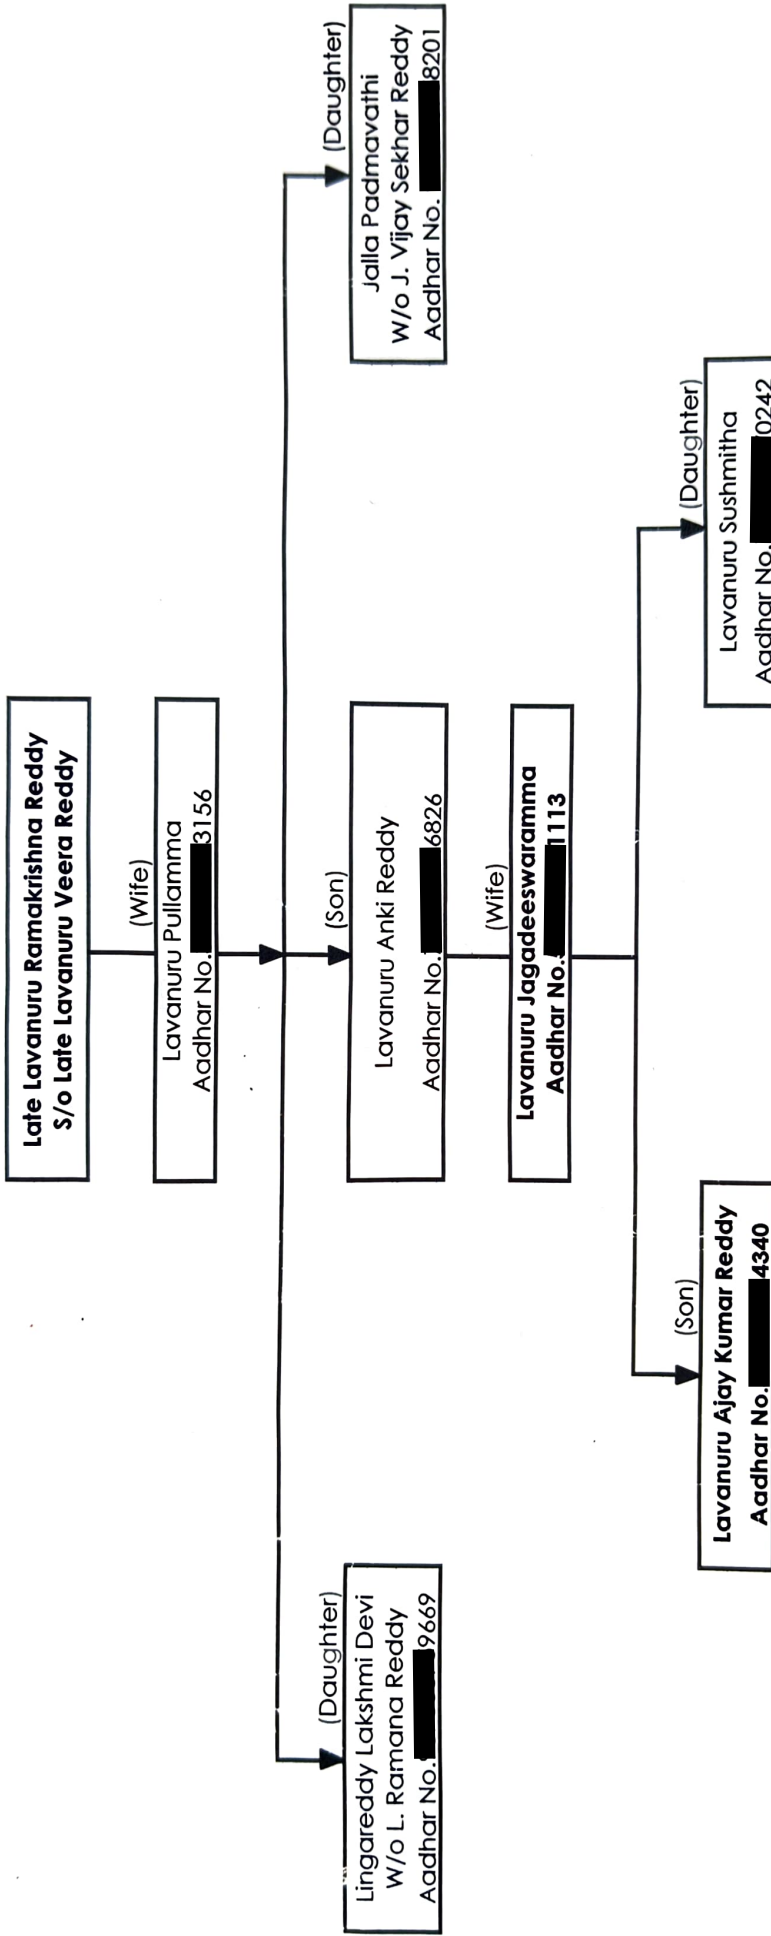 Late Lavanuru Ramakrishna Reddy
S/o Late Lavanuru Veera Reddy
(Wife)
Lavanuru Pullamma
Aadhar No. 3156
(Daughter)
Lingareddy Lakshmi Devi
W/o L. Ramana Reddy
Aadhar No. 9669
(Son)
Lavanuru Anki Reddy
Aadhar No. 6826
(Daughter)
Jalla Padmavathi
W/o J. Vijay Sekhar Reddy
Aadhar No. 8201
(Wife)
Lavanuru Jagadeeswaramma
Aadhar No. 1113
(Son)
Lavanuru Ajay Kumar Reddy
Aadhar No. 4340
(Daughter)
Lavanuru Sushmitha
Aadhar No. 0242